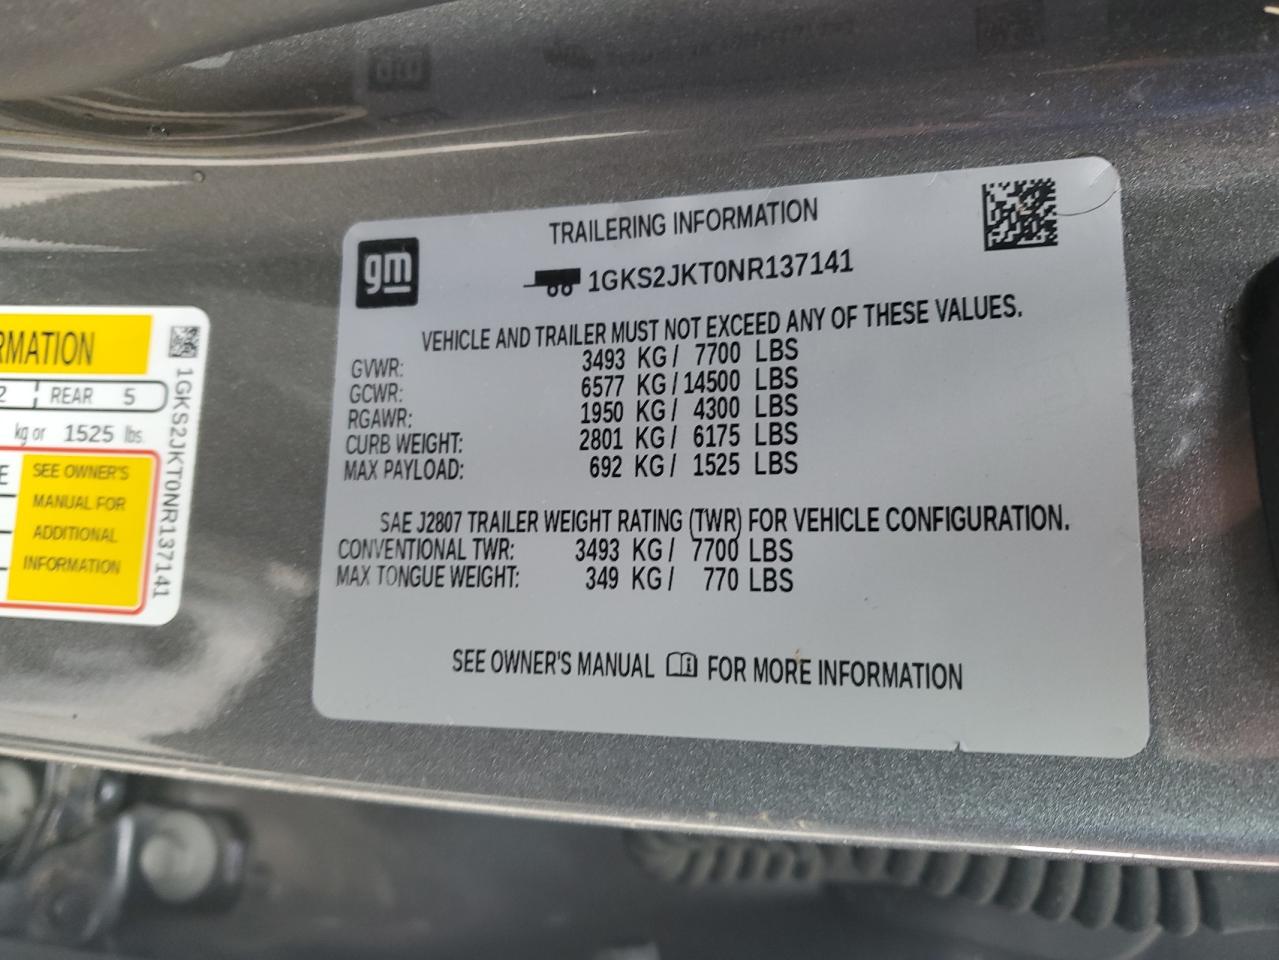 RMATION
2 REAR 5
kg or 1525 lbs.
E
SEE OWNER'S
MANUAL FOR
ADDITIONAL
INFORMATION
1GKS2JKT0NR137141
gm
TRAILERING INFORMATION
1GKS2JKT0NR137141
VEHICLE AND TRAILER MUST NOT EXCEED ANY OF THESE VALUES.
GVWR: 3493 KG/ 7700 LBS
GCWR: 6577 KG/14500 LBS
RGAWR: 1950 KG/ 4300 LBS
CURB WEIGHT: 2801 KG/ 6175 LBS
MAX PAYLOAD: 692 KG/ 1525 LBS
SAE J2807 TRAILER WEIGHT RATING (TWR) FOR VEHICLE CONFIGURATION.
CONVENTIONAL TWR: 3493 KG/ 7700 LBS
MAX TONGUE WEIGHT: 349 KG/ 770 LBS
SEE OWNER'S MANUAL FOR MORE INFORMATION